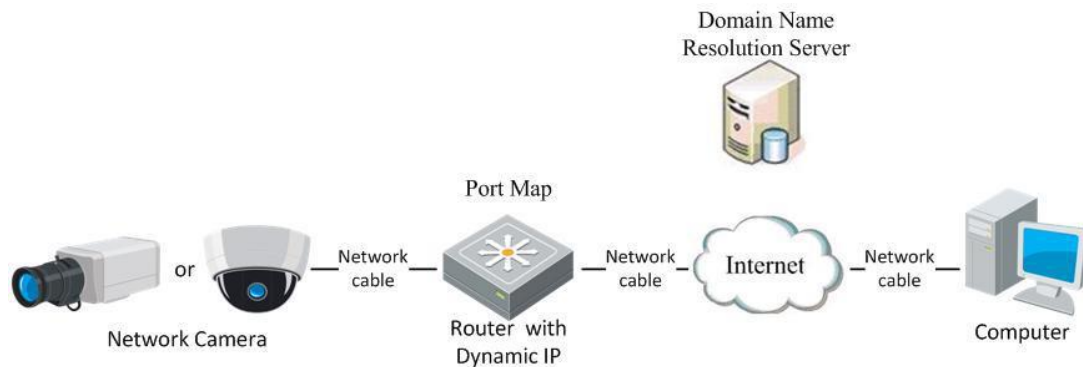 Domain Name
Resolution Server
Port Map
or
Network
cable
Network
cable
Internet
Network
cable
Network Camera
Router with
Dynamic IP
Computer